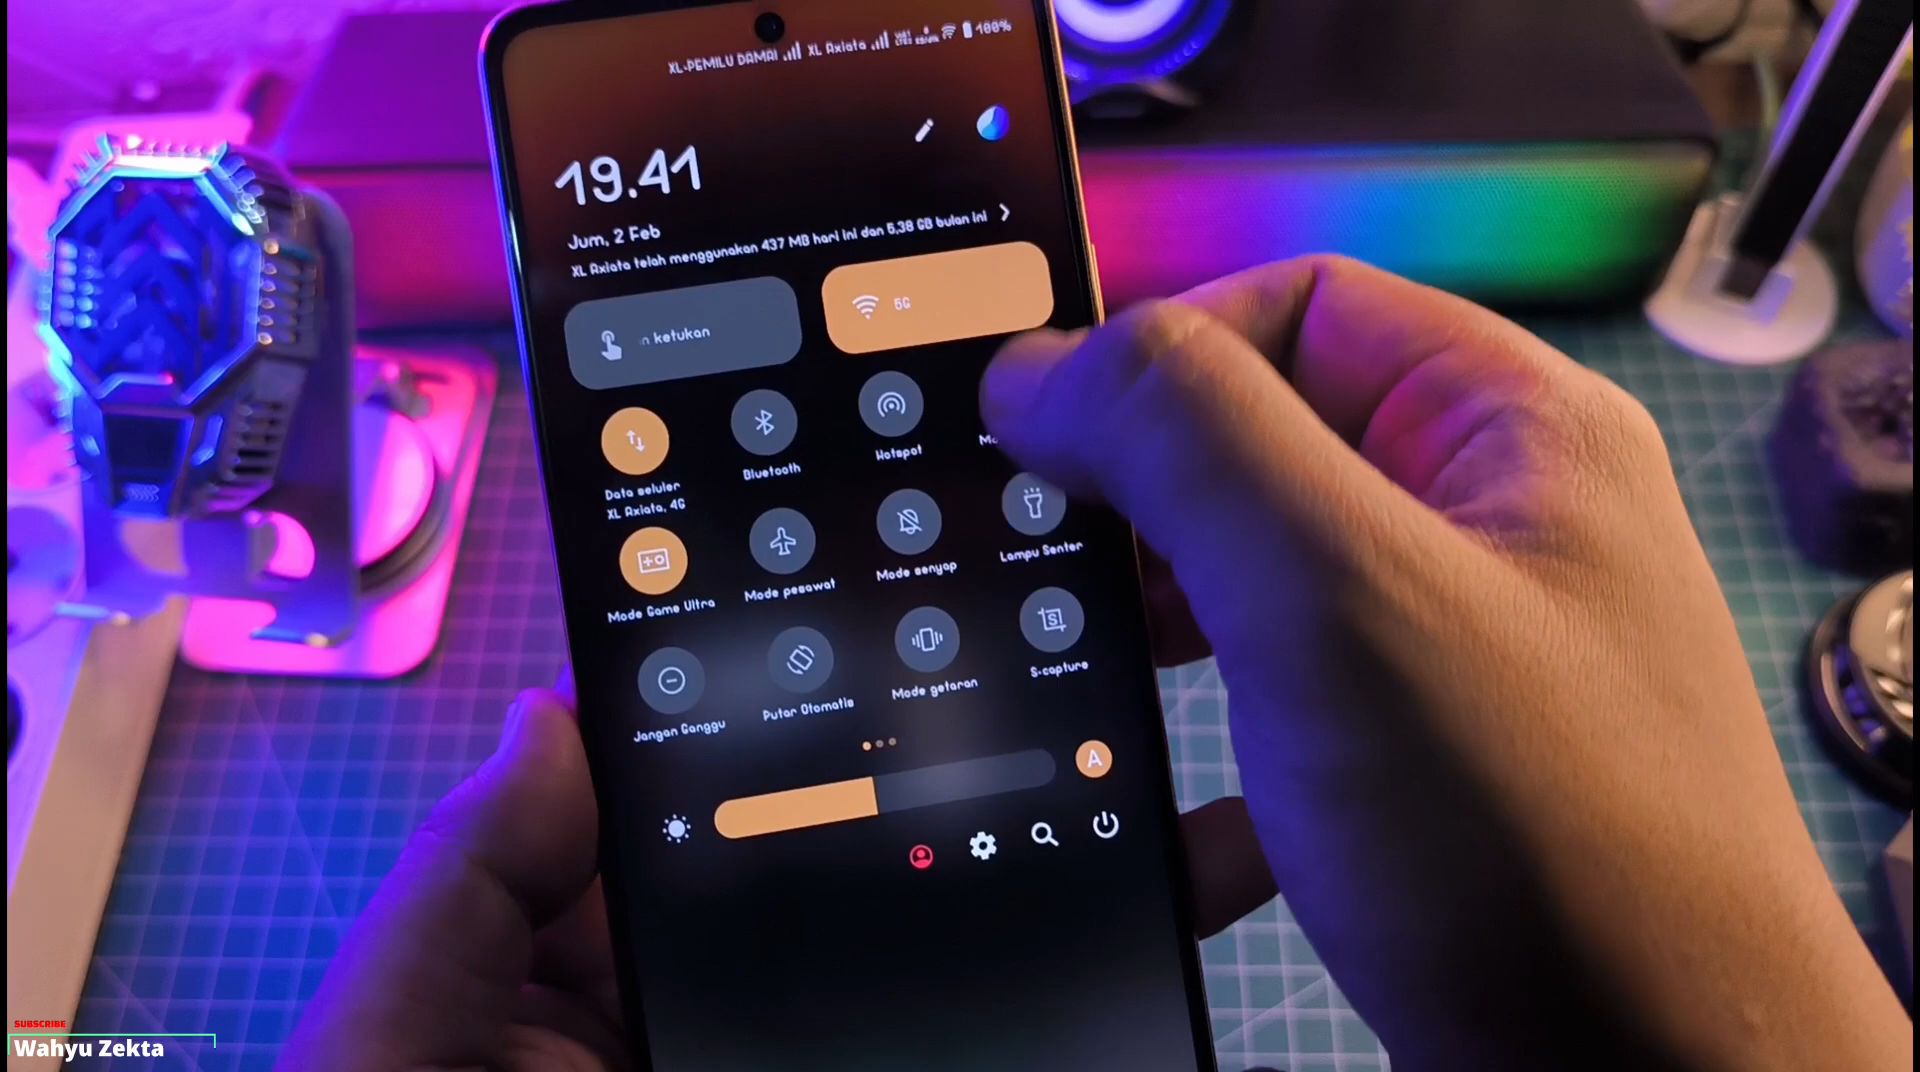 XL-PEMILU DAMAI XL Axiata 100%
19.41
Jum, 2 Feb
XL Axiata telah menggunakan 437 MB hari ini dan 5,38 GB bulan ini
n ketukan
5G
Data seluler
XL Axiata, 4G
Bluetooth
Hotspot
Mo
Mode Game Ultra
Mode pesawat
Mode senyap
Lampu Senter
Jangan Ganggu
Putar Otomatis
Mode getaran
S
S-capture
A
SUBSCRIBE
Wahyu Zekta